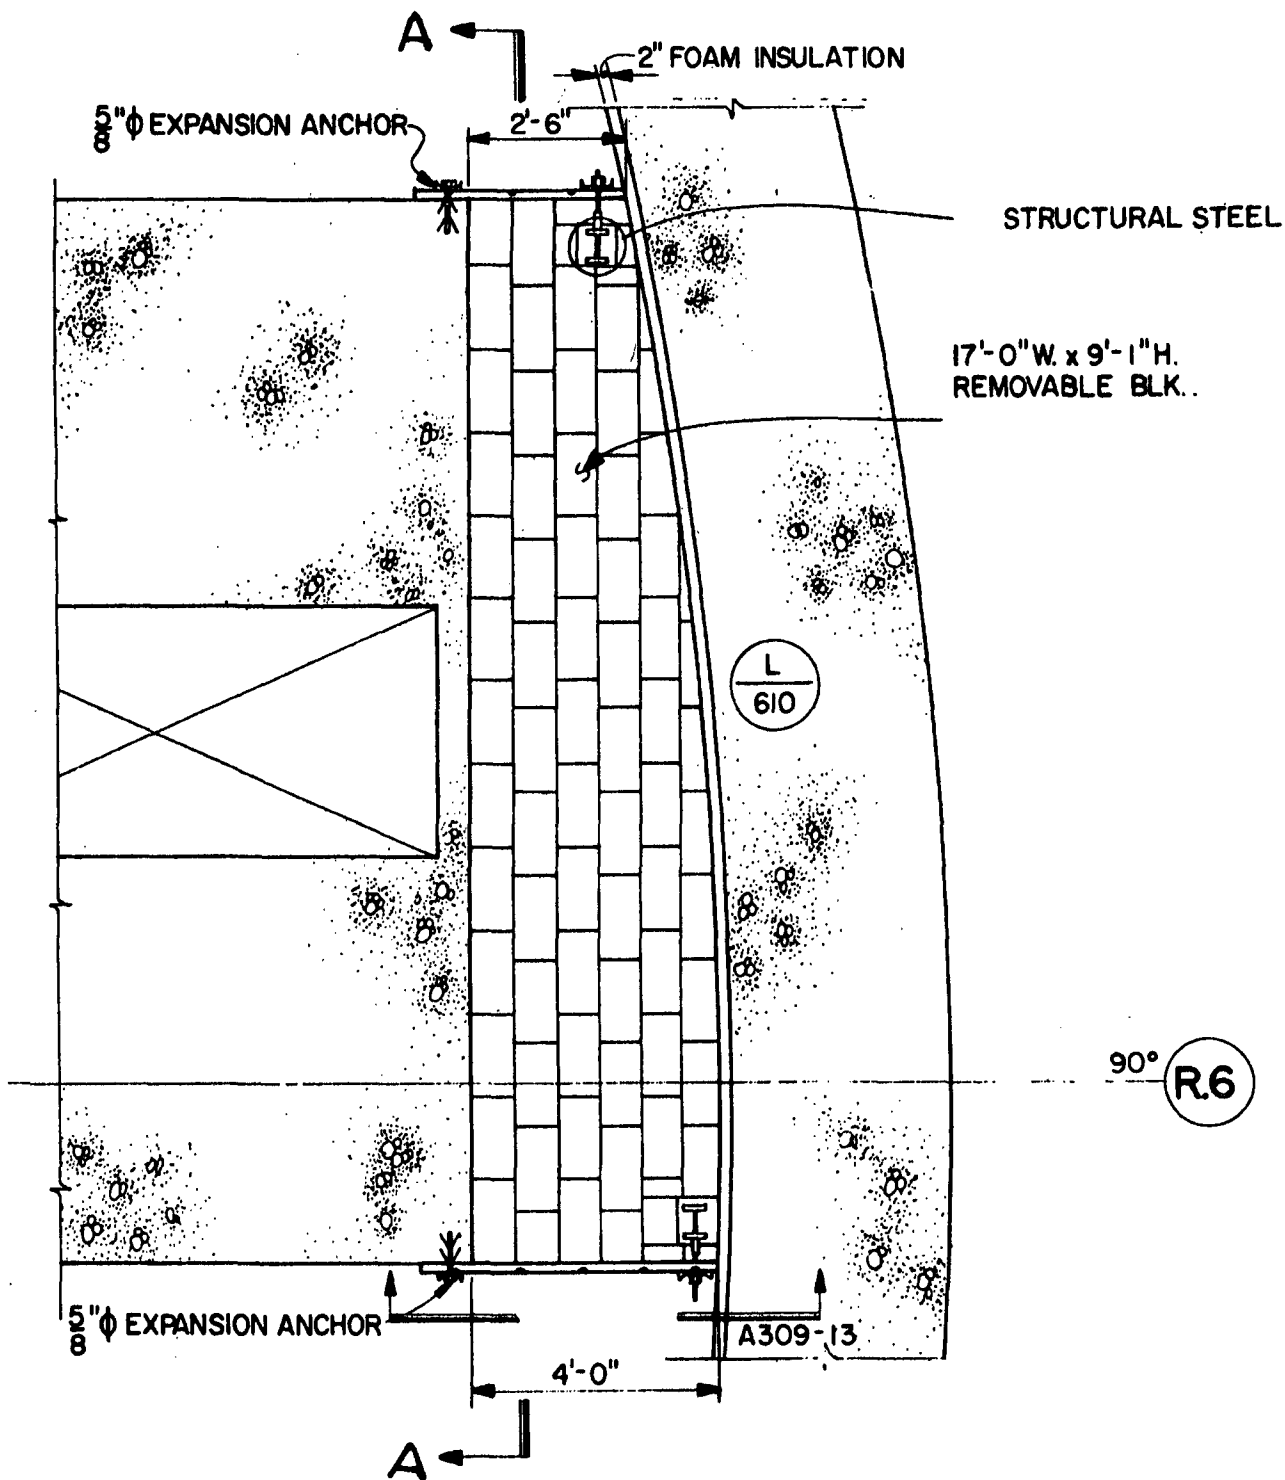 A
2" FOAM INSULATION
5/8"ϕ EXPANSION ANCHOR
2'-6"
STRUCTURAL STEEL
17'-0"W. x 9'-1"H.
REMOVABLE BLK..
L
610
90°
R.6
5/8"ϕ EXPANSION ANCHOR
A309-13
4'-0"
A